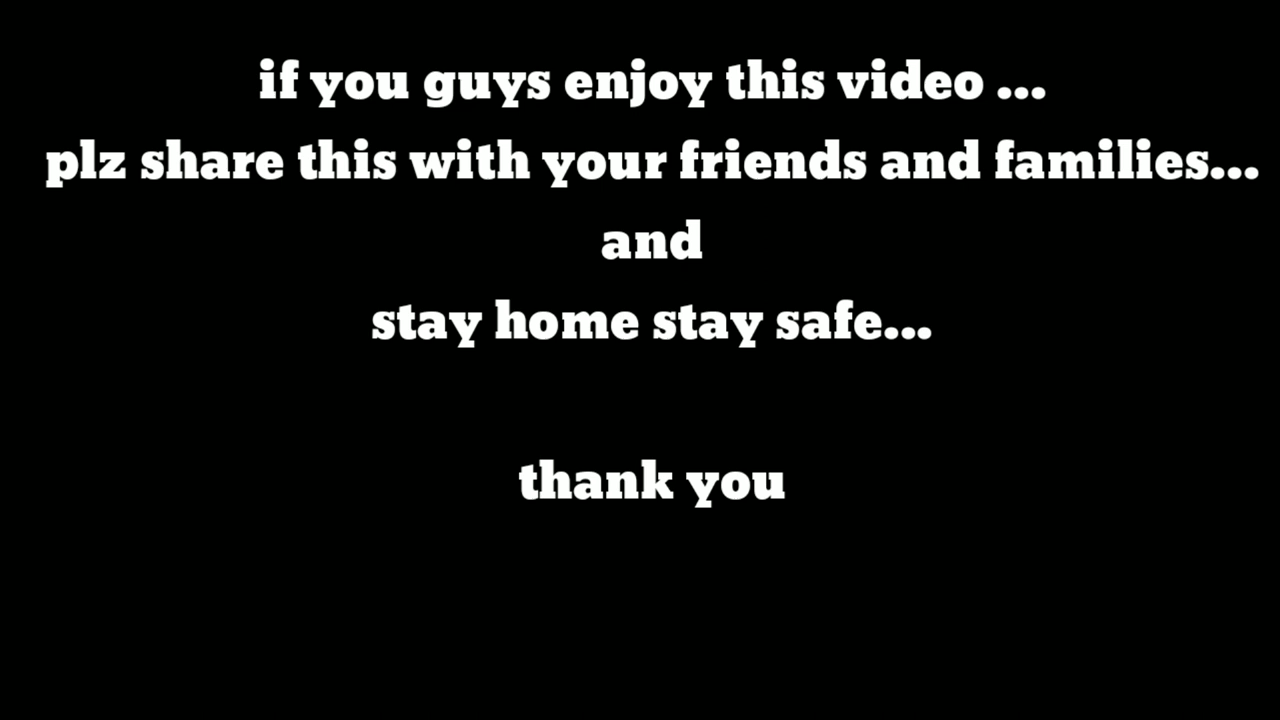 if you guys enjoy this video ...
plz share this with your friends and families...
and
stay home stay safe...
thank you